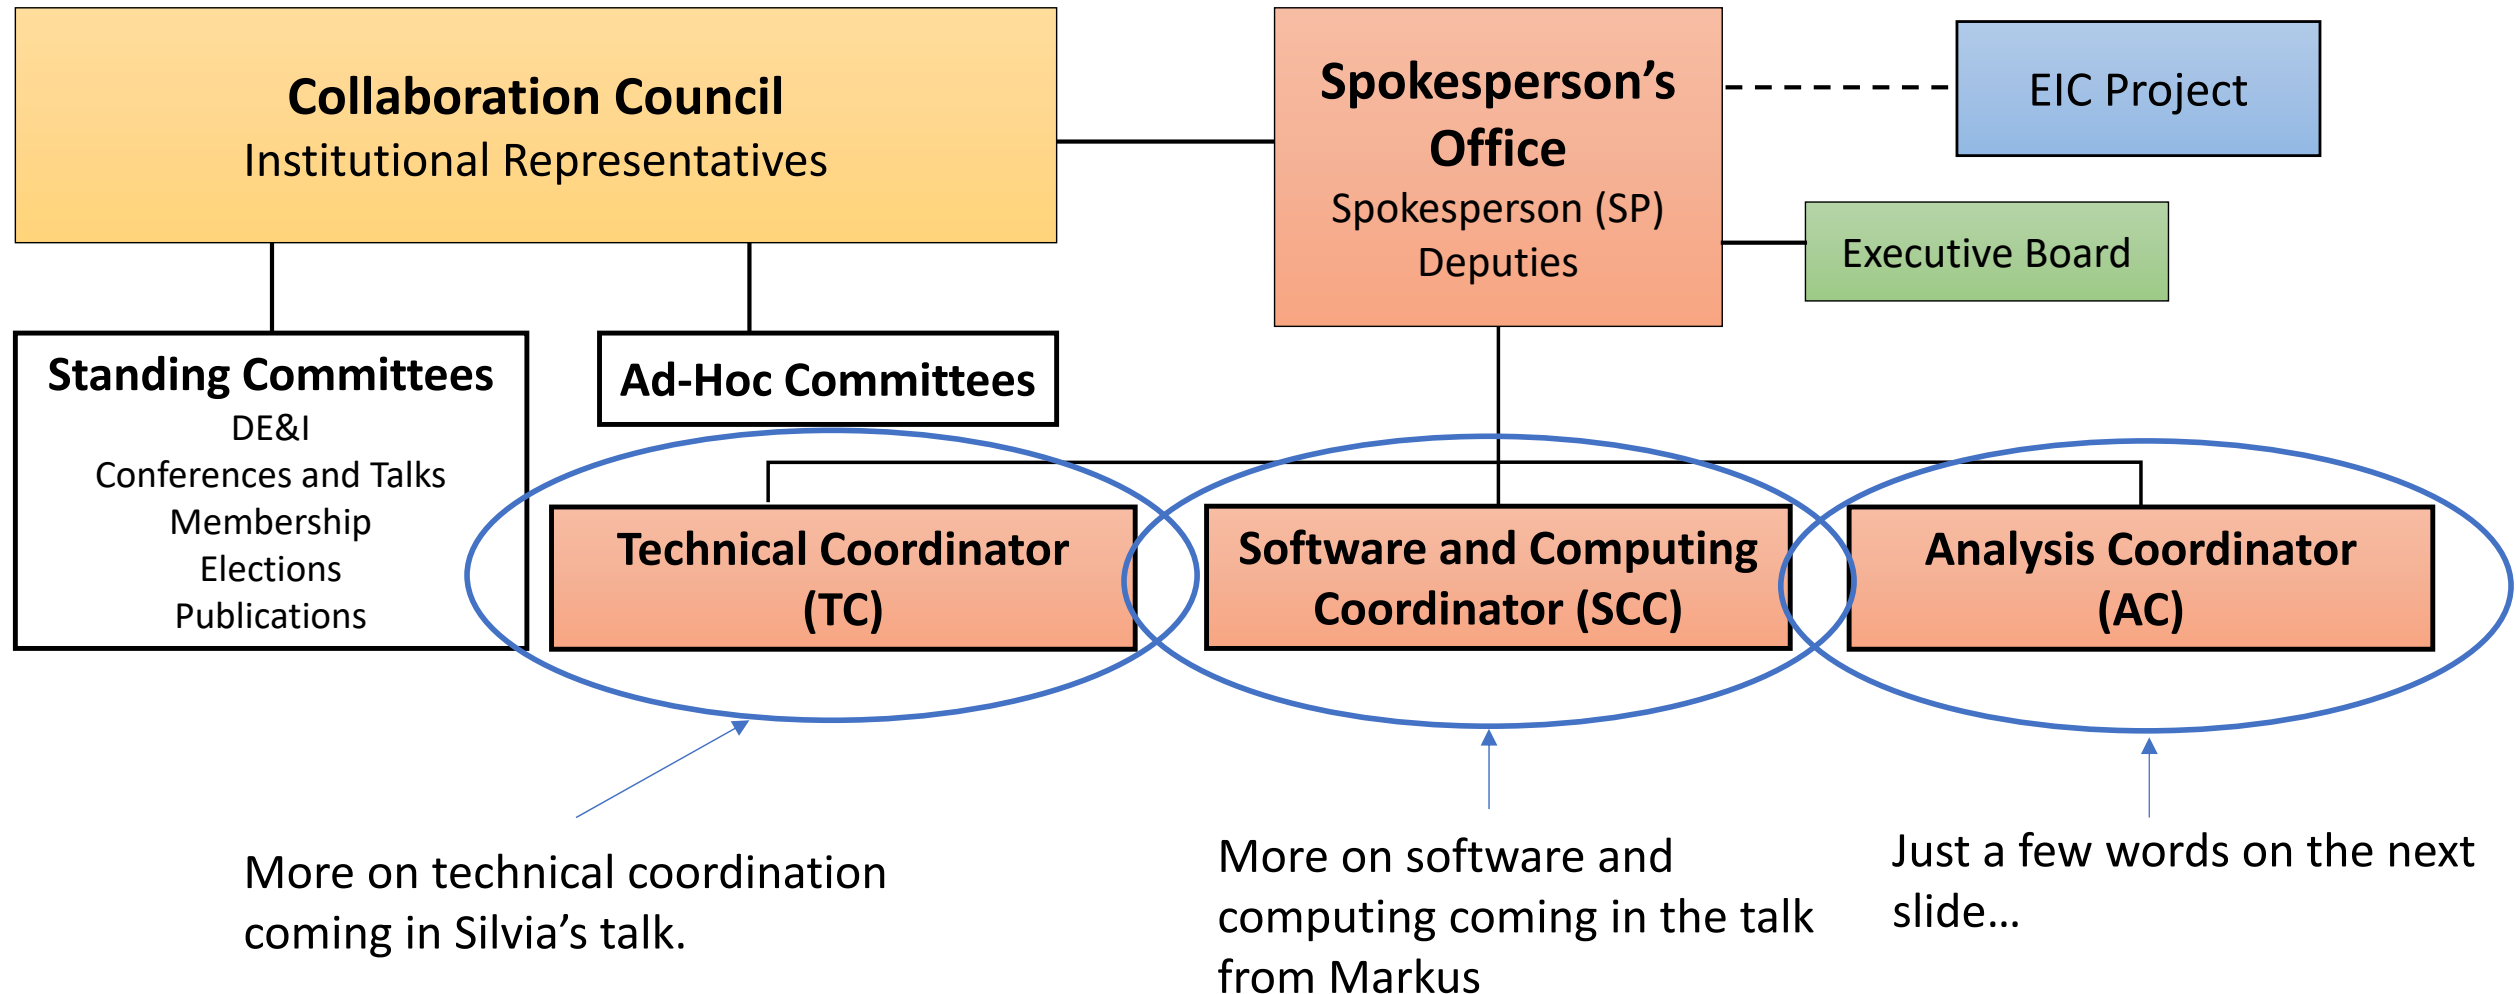 Collaboration Council
Institutional Representatives
Spokesperson’s
Office
Spokesperson (SP)
Deputies
EIC Project
Executive Board
Standing Committees
DE&I
Conferences and Talks
Membership
Elections
Publications
Ad-Hoc Committees
Technical Coordinator
(TC)
Software and Computing
Coordinator (SCC)
Analysis Coordinator
(AC)
More on technical coordination
coming in Silvia’s talk.
More on software and
computing coming in the talk
from Markus
Just a few words on the next
slide…